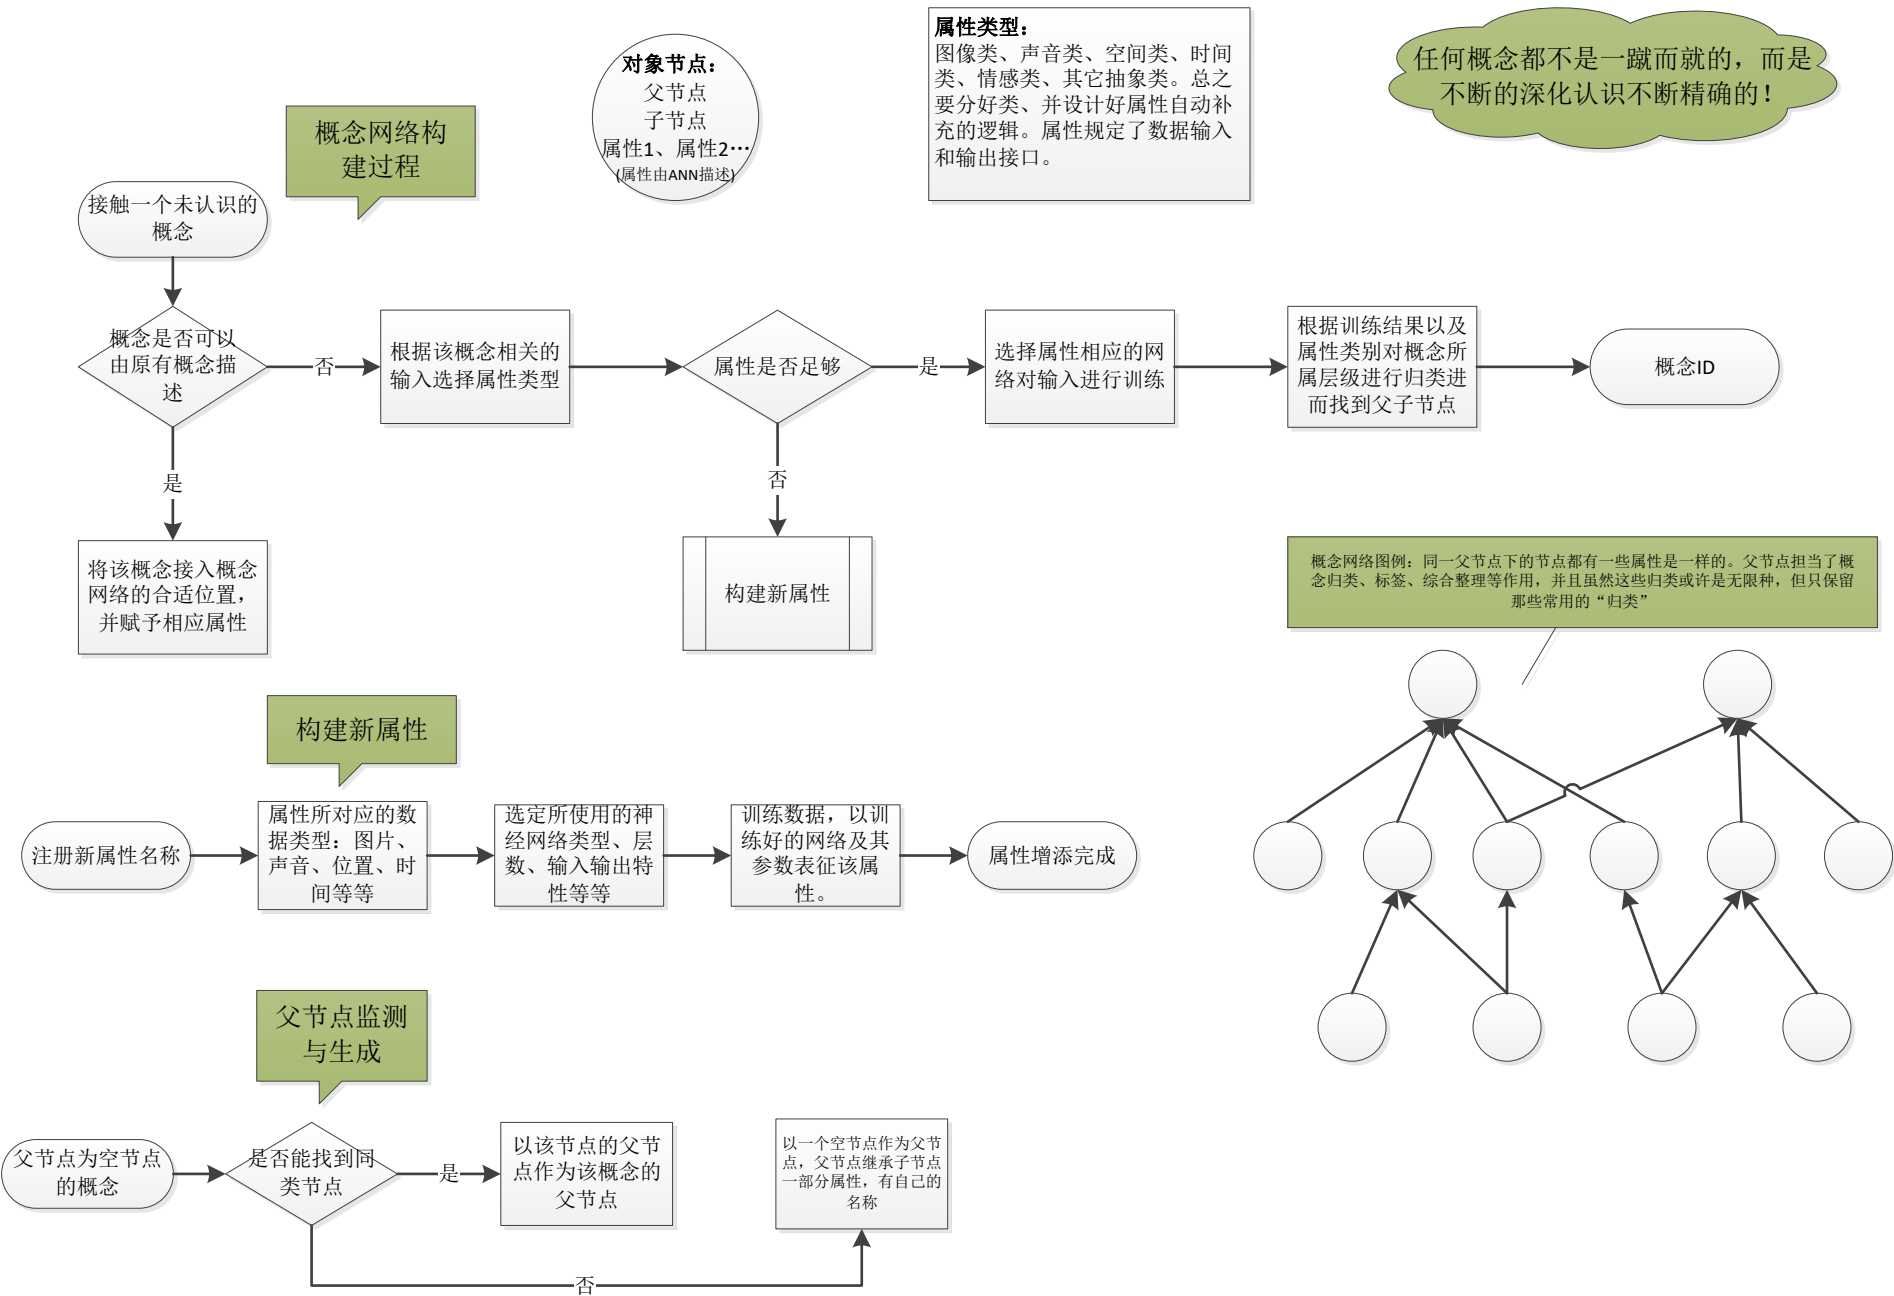 对象节点：
父节点
子节点
属性1、属性2…
(属性由ANN描述)
属性类型：
图像类、声音类、空间类、时间
类、情感类、其它抽象类。总之
要分好类、并设计好属性自动补
充的逻辑。属性规定了数据输入
和输出接口。
任何概念都不是一蹴而就的，而是
不断的深化认识不断精确的！
概念网络构
建过程
接触一个未认识的
概念
概念是否可以
由原有概念描
述
否
根据该概念相关的
输入选择属性类型
属性是否足够
是
选择属性相应的网
络对输入进行训练
根据训练结果以及
属性类别对概念所
属层级进行归类进
而找到父子节点
概念ID
是
否
将该概念接入概念
网络的合适位置，
并赋予相应属性
构建新属性
概念网络图例：同一父节点下的节点都有一些属性是一样的。父节点担当了概
念归类、标签、综合整理等作用，并且虽然这些归类或许是无限种，但只保留
那些常用的“归类”
构建新属性
注册新属性名称
属性所对应的数
据类型：图片、
声音、位置、时
间等等
选定所使用的神
经网络类型、层
数、输入输出特
性等等
训练数据，以训
练好的网络及其
参数表征该属
性。
属性增添完成
父节点监测
与生成
父节点为空节点
的概念
是否能找到同
类节点
是
以该节点的父节
点作为该概念的
父节点
以一个空节点作为父节
点，父节点继承子节点
一部分属性，有自己的
名称
否